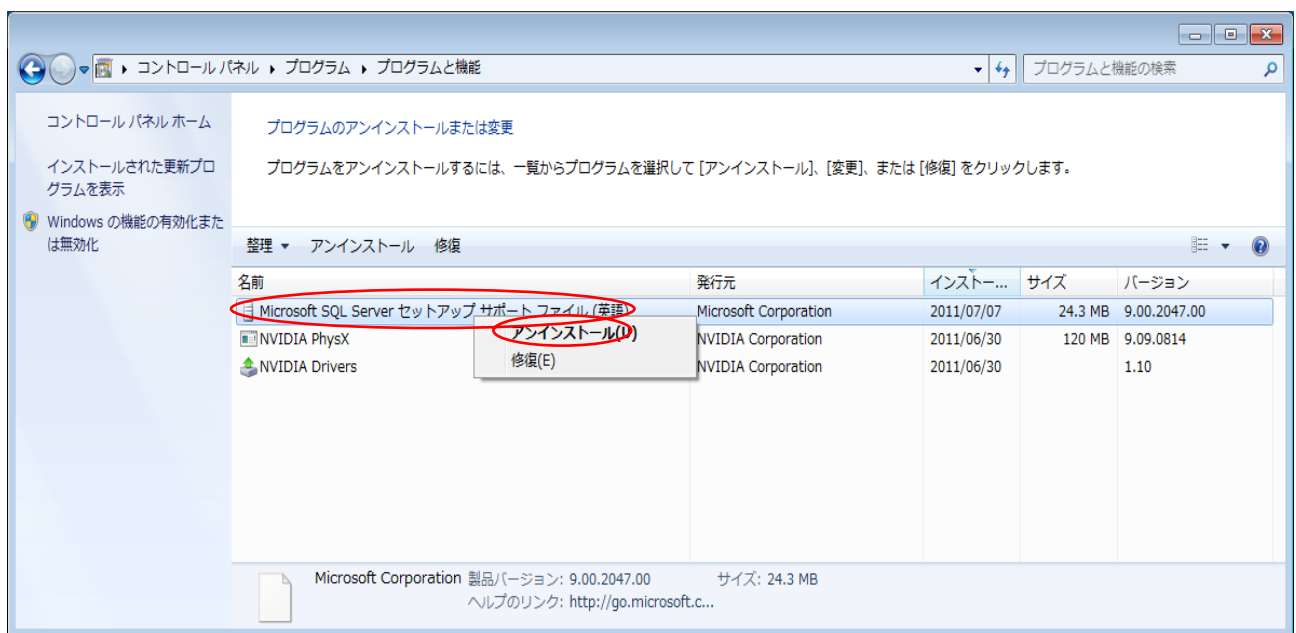 コントロール パネル ▸ プログラム ▸ プログラムと機能
プログラムと機能の検索
コントロール パネル ホーム
インストールされた更新プロ
グラムを表示
Windows の機能の有効化また
は無効化
プログラムのアンインストールまたは変更
プログラムをアンインストールするには、一覧からプログラムを選択して [アンインストール]、[変更]、または [修復] をクリックします。
整理 ▼ アンインストール 修復
名前 発行元 インストー... サイズ バージョン
Microsoft SQL Server セットアップ サポート ファイル (英語) Microsoft Corporation 2011/07/07 24.3 MB 9.00.2047.00
NVIDIA PhysX NVIDIA Corporation 2011/06/30 120 MB 9.09.0814
NVIDIA Drivers NVIDIA Corporation 2011/06/30 1.10
アンインストール(U)
修復(E)
Microsoft Corporation 製品バージョン: 9.00.2047.00 サイズ: 24.3 MB
ヘルプのリンク: http://go.microsoft.c...